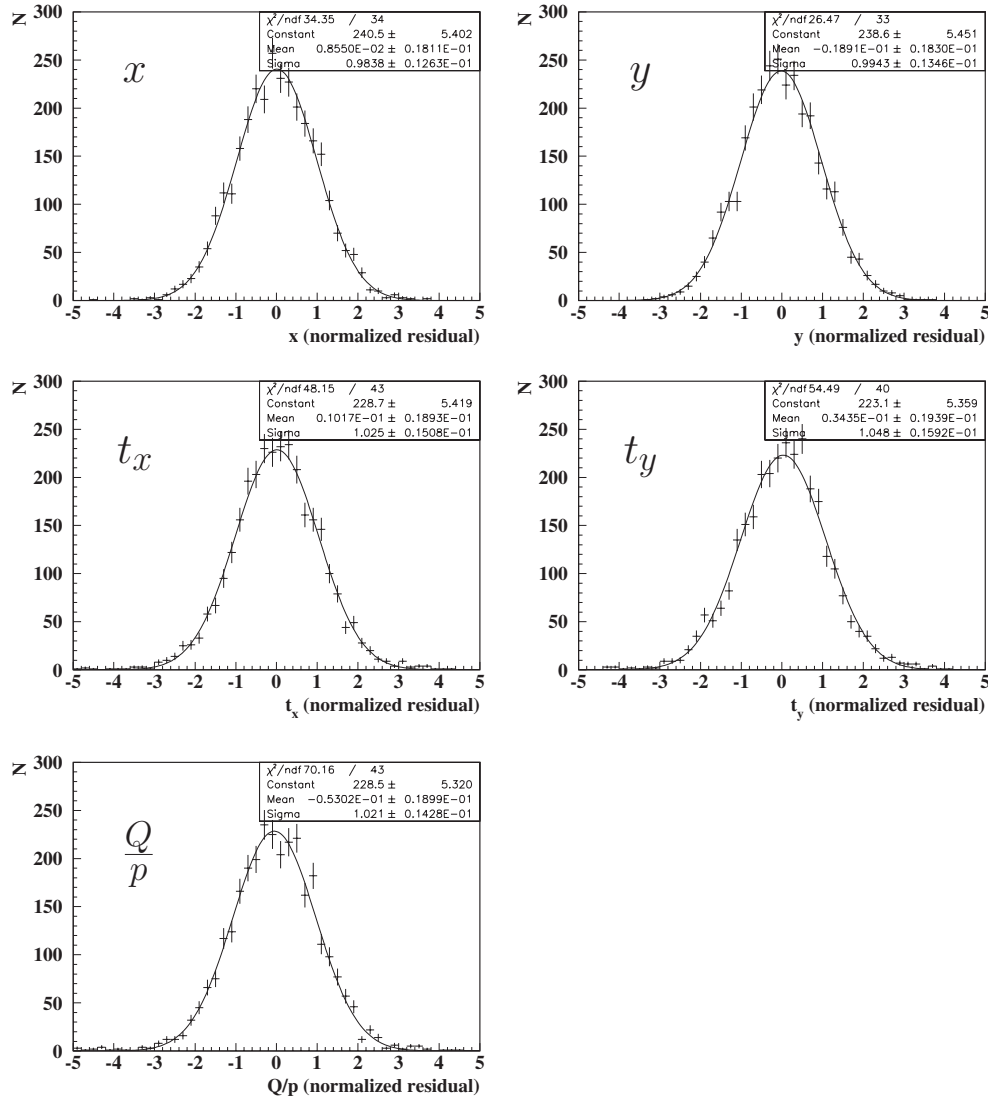 N
χ²/ndf 34.35 / 34
Constant 240.5 ± 5.402
Mean 0.8550E-02 ± 0.1811E-01
Sigma 0.9838 ± 0.1263E-01
x
300
250
200
150
100
50
0
-5 -4 -3 -2 -1 0 1 2 3 4 5
x (normalized residual)
N
χ²/ndf 26.47 / 33
Constant 238.6 ± 5.451
Mean -0.1891E-01 ± 0.1830E-01
Sigma 0.9943 ± 0.1346E-01
y
300
250
200
150
100
50
0
-5 -4 -3 -2 -1 0 1 2 3 4 5
y (normalized residual)
N
χ²/ndf 48.15 / 43
Constant 228.7 ± 5.419
Mean 0.1017E-01 ± 0.1893E-01
Sigma 1.025 ± 0.1508E-01
t_x
300
250
200
150
100
50
0
-5 -4 -3 -2 -1 0 1 2 3 4 5
t_x (normalized residual)
N
χ²/ndf 54.49 / 40
Constant 223.1 ± 5.359
Mean 0.3435E-01 ± 0.1939E-01
Sigma 1.048 ± 0.1592E-01
t_y
300
250
200
150
100
50
0
-5 -4 -3 -2 -1 0 1 2 3 4 5
t_y (normalized residual)
N
χ²/ndf 70.16 / 43
Constant 228.5 ± 5.320
Mean -0.5302E-01 ± 0.1899E-01
Sigma 1.021 ± 0.1428E-01
Q
p
300
250
200
150
100
50
0
-5 -4 -3 -2 -1 0 1 2 3 4 5
Q/p (normalized residual)